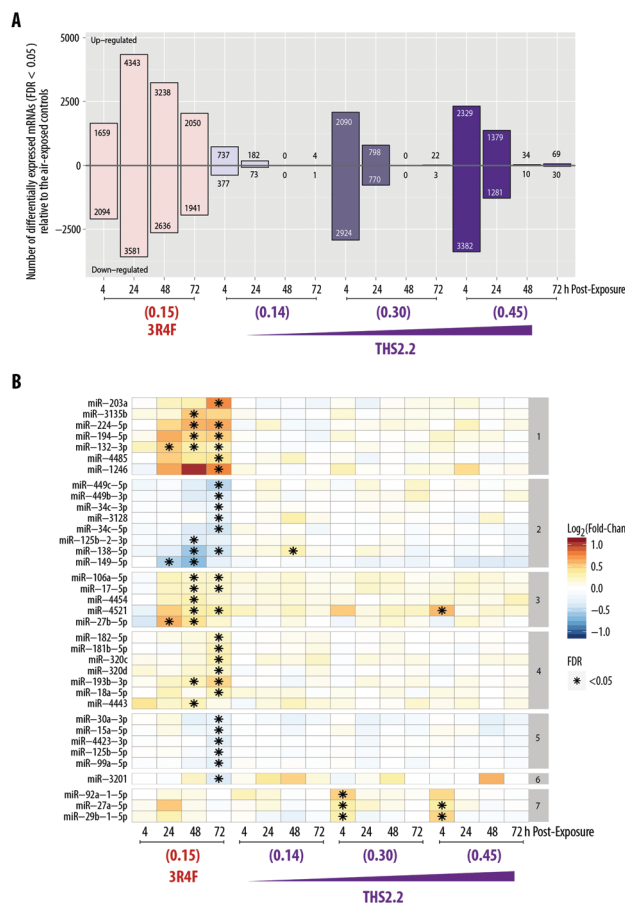 A
Number of differentially expressed mRNAs (FDR < 0.05)
relative to the air-exposed controls
5000
2500
0
−2500
Up−regulated
Down−regulated
1659 4343 3238 2050 737 182 0 4 2090 798 0 22 2329 1379 34 69
2094 3581 2636 1941 377 73 0 1 2924 770 0 3 3382 1281 10 30
4 24 48 72 4 24 48 72 4 24 48 72 4 24 48 72 h Post-Exposure
(0.15) (0.14) (0.30) (0.45)
3R4F
THS2.2
B
miR−203a
miR−3135b
miR−224−5p
miR−194−5p
miR−132−3p
miR−4485
miR−1246
1
miR−449c−5p
miR−449b−3p
miR−34c−3p
miR−3128
miR−34c−5p
miR−125b−2−3p
miR−138−5p
miR−149−5p
2
miR−106a−5p
miR−17−5p
miR−4454
miR−4521
miR−27b−5p
3
miR−182−5p
miR−181b−5p
miR−320c
miR−320d
miR−193b−3p
miR−18a−5p
miR−4443
4
miR−30a−3p
miR−15a−5p
miR−4423−3p
miR−125b−5p
miR−99a−5p
5
miR−3201
6
miR−92a−1−5p
miR−27a−5p
miR−29b−1−5p
7
4 24 48 72 4 24 48 72 4 24 48 72 4 24 48 72 h Post-Exposure
(0.15) (0.14) (0.30) (0.45)
3R4F
THS2.2
Log2(Fold-Chan
1.0
0.5
0.0
−0.5
−1.0
FDR
<0.05